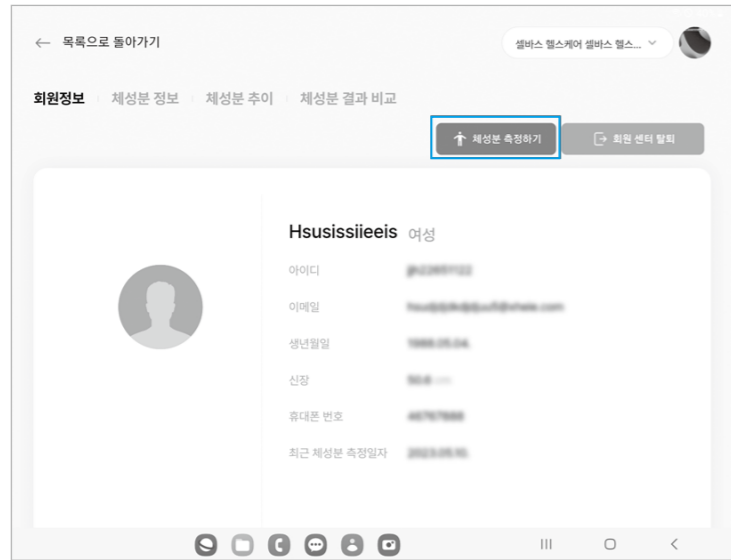 ← 목록으로 돌아가기
셀바스 헬스케어 셀바스 헬스...
회원정보 체성분 정보 체성분 추이 체성분 결과 비교
체성분 측정하기 회원 센터 탈퇴
Hsusissiieeis 여성
아이디
이메일
생년월일
신장
휴대폰 번호
최근 체성분 측정일자